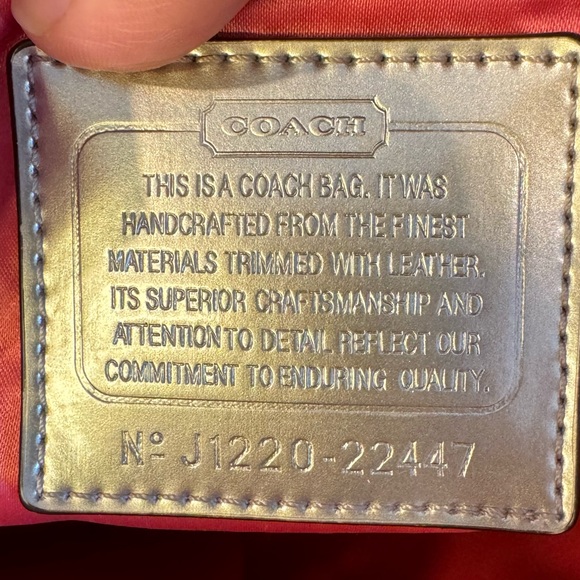 COACH
THIS IS A COACH BAG. IT WAS
HANDCRAFTED FROM THE FINEST
MATERIALS TRIMMED WITH LEATHER.
ITS SUPERIOR CRAFTSMANSHIP AND
ATTENTION TO DETAIL REFLECT OUR
COMMITMENT TO ENDURING QUALITY.
Nº J1220-22447